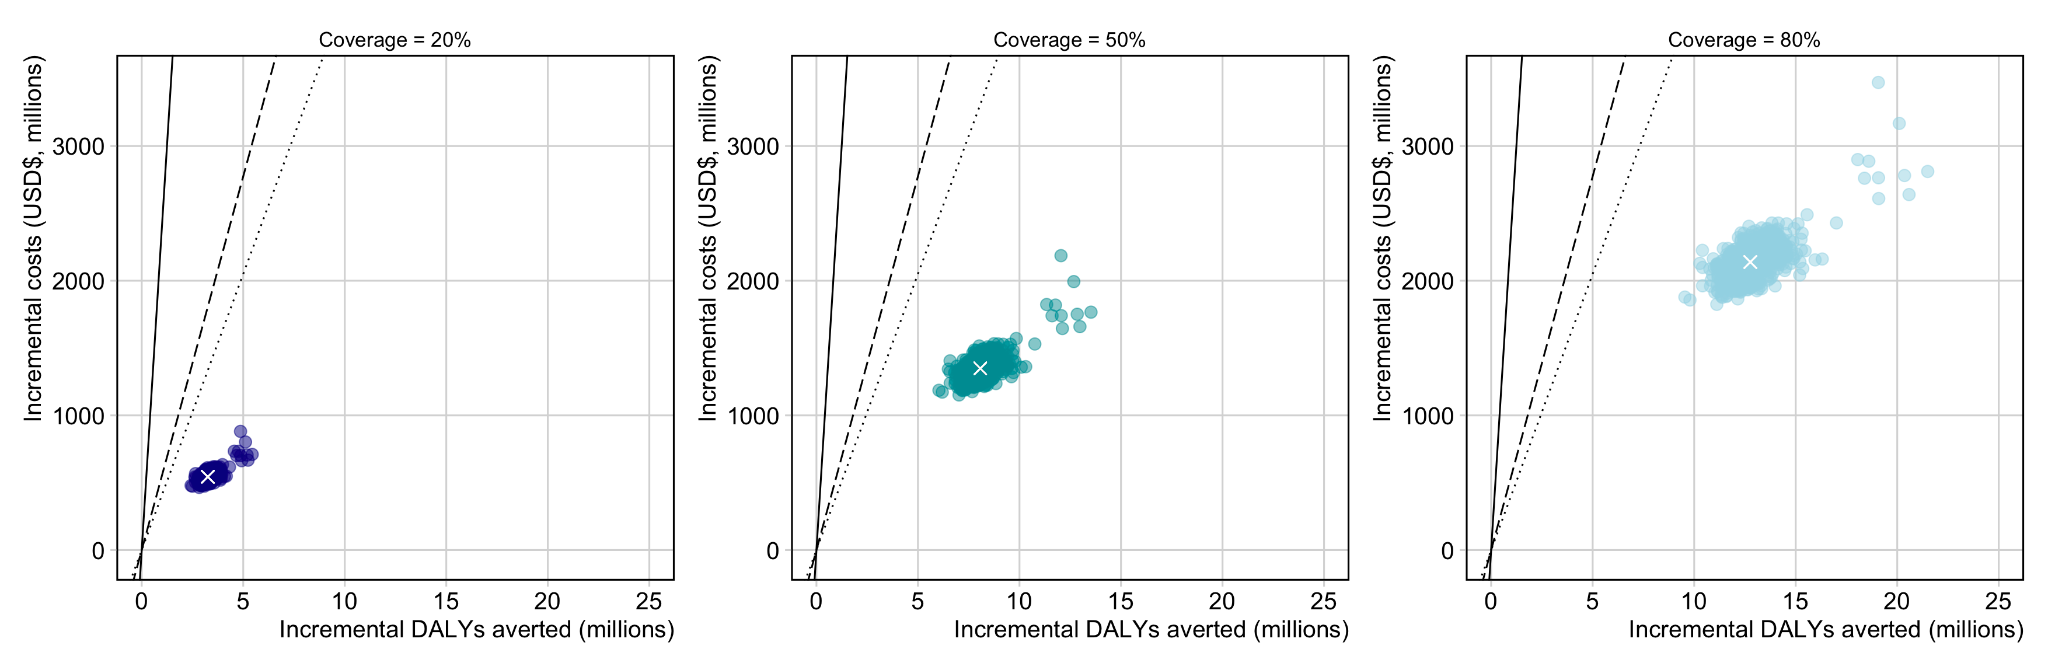 Coverage = 20%
Incremental costs (USD$, millions)
3000
2000
1000
0
0 5 10 15 20 25
Incremental DALYs averted (millions)
Coverage = 50%
Incremental costs (USD$, millions)
3000
2000
1000
0
0 5 10 15 20 25
Incremental DALYs averted (millions)
Coverage = 80%
Incremental costs (USD$, millions)
3000
2000
1000
0
0 5 10 15 20 25
Incremental DALYs averted (millions)